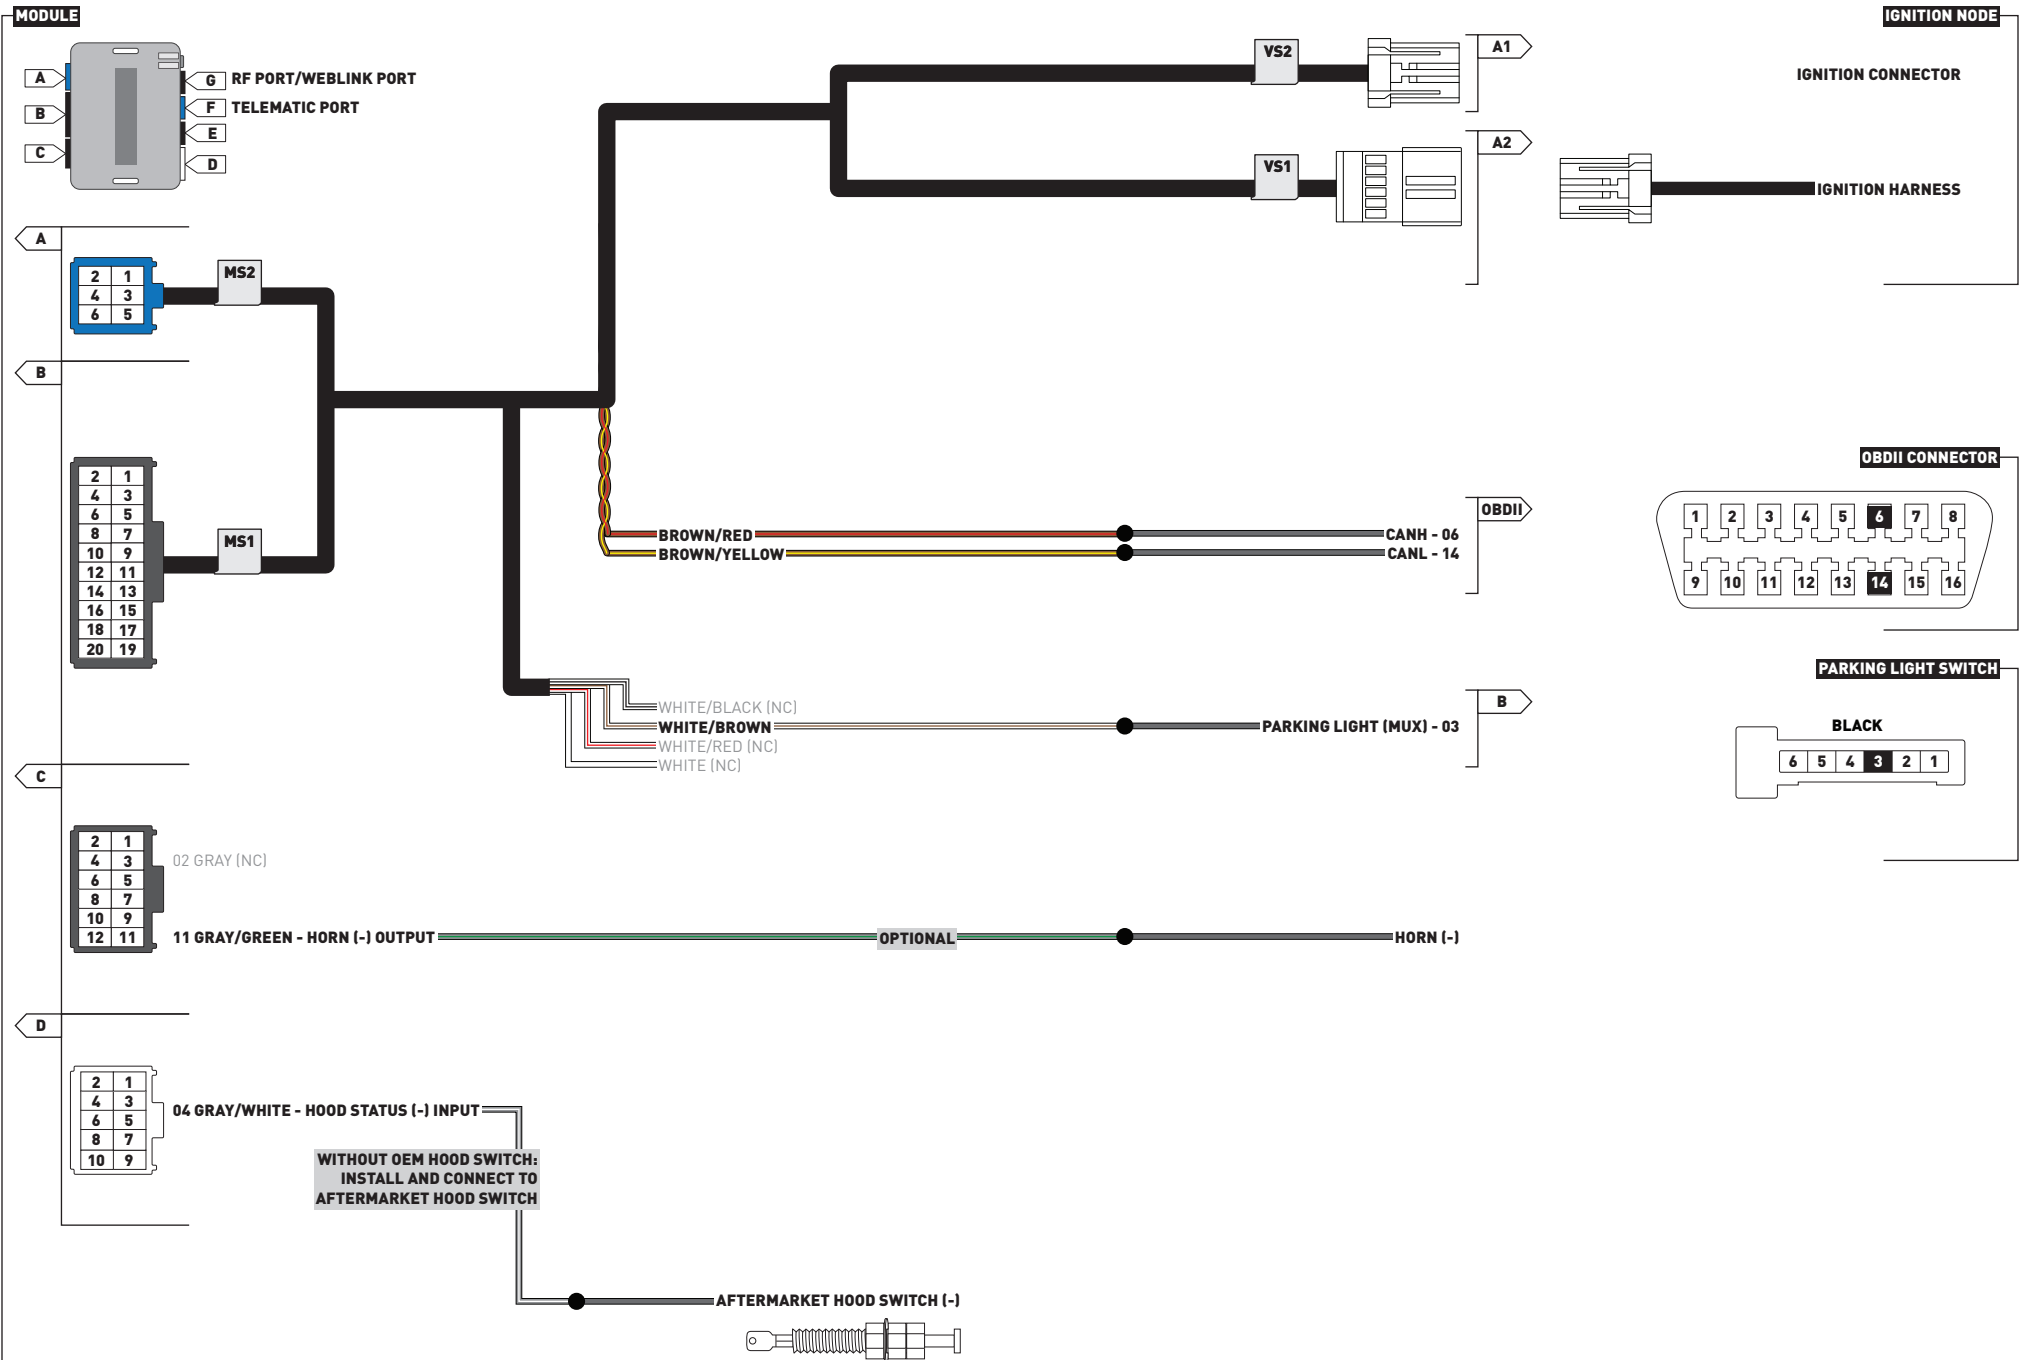 MODULE
IGNITION NODE
A
B
C
G RF PORT/WEBLINK PORT
F TELEMATIC PORT
E
D
VS2
A1
IGNITION CONNECTOR
VS1
A2
IGNITION HARNESS
A
2 1
4 3
6 5
MS2
B
2 1
4 3
6 5
8 7
10 9
12 11
14 13
16 15
18 17
20 19
MS1
BROWN/RED
CANH - 06
BROWN/YELLOW
CANL - 14
OBDII
OBDII CONNECTOR
1 2 3 4 5 6 7 8
9 10 11 12 13 14 15 16
WHITE/BLACK (NC)
WHITE/BROWN
PARKING LIGHT (MUX) - 03
WHITE/RED (NC)
WHITE (NC)
B
PARKING LIGHT SWITCH
BLACK
6 5 4 3 2 1
C
2 1
4 3
6 5
8 7
10 9
12 11
02 GRAY (NC)
11 GRAY/GREEN - HORN (-) OUTPUT
OPTIONAL
HORN (-)
D
2 1
4 3
6 5
8 7
10 9
04 GRAY/WHITE - HOOD STATUS (-) INPUT
WITHOUT OEM HOOD SWITCH:
INSTALL AND CONNECT TO
AFTERMARKET HOOD SWITCH
AFTERMARKET HOOD SWITCH (-)